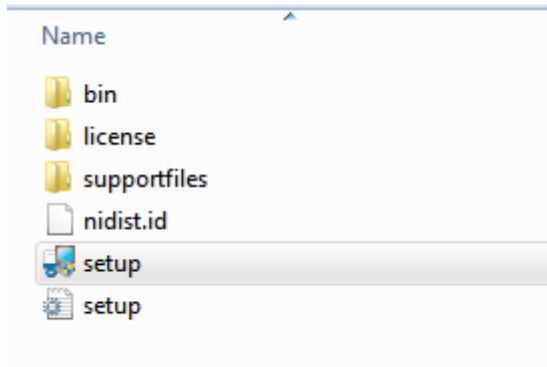 Name
bin
license
supportfiles
nidist.id
setup
setup